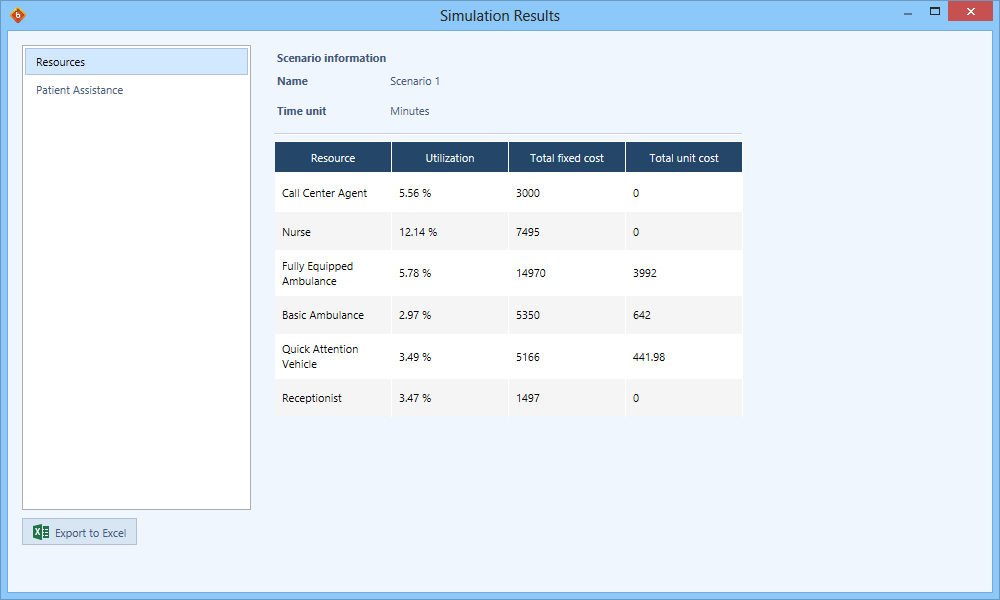 Simulation Results
Resources
Patient Assistance
Scenario information
Name Scenario 1
Time unit Minutes
Resource Utilization Total fixed cost Total unit cost
Call Center Agent 5.56 % 3000 0
Nurse 12.14 % 7495 0
Fully Equipped
Ambulance 5.78 % 14970 3992
Basic Ambulance 2.97 % 5350 642
Quick Attention
Vehicle 3.49 % 5166 441.98
Receptionist 3.47 % 1497 0
Export to Excel